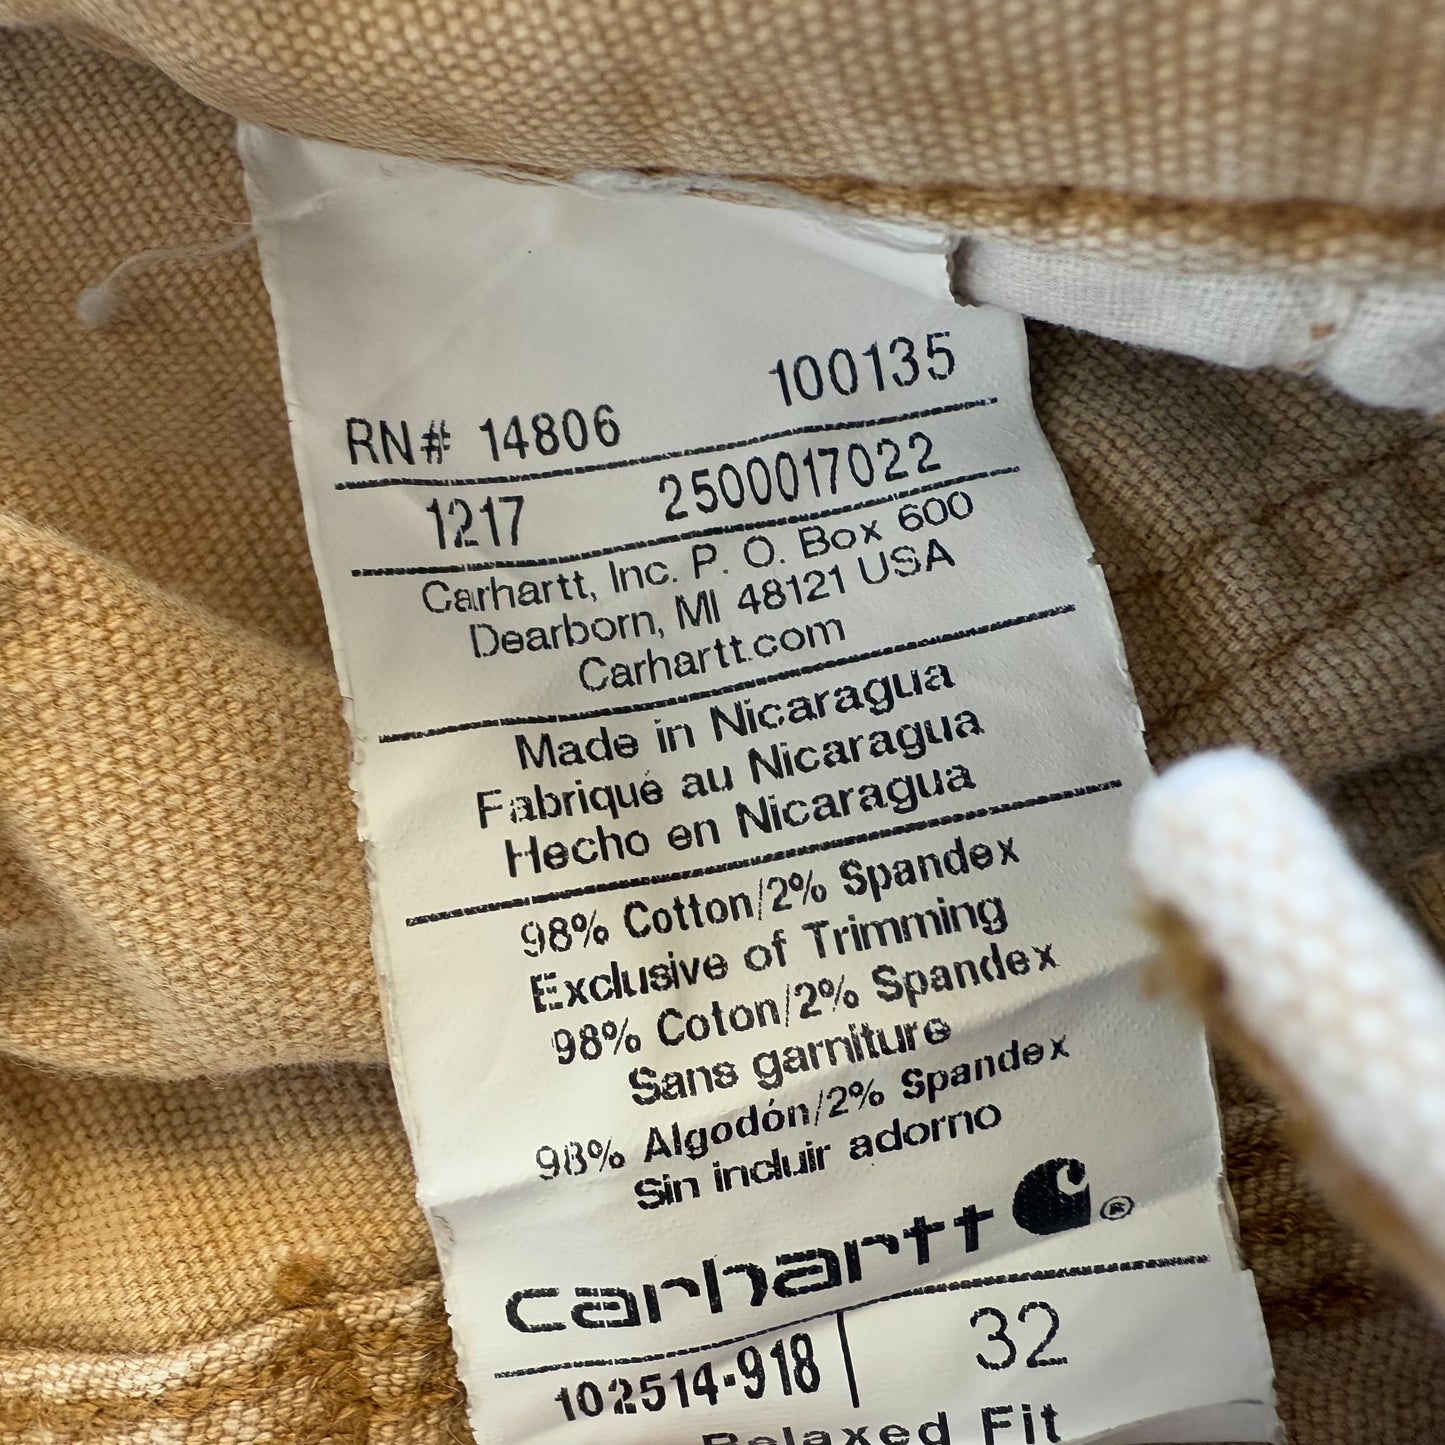 100135
RN# 14806
1217 2500017022
Carhartt, Inc. P. O. Box 600
Dearborn, MI 48121 USA
Carhartt.com
Made in Nicaragua
Fabriqué au Nicaragua
Hecho en Nicaragua
98% Cotton/2% Spandex
Exclusive of Trimming
98% Coton/2% Spandex
Sans garniture
98% Algodón/2% Spandex
Sin incluir adorno
carhartt ®
102514-918 32
Relaxed Fit